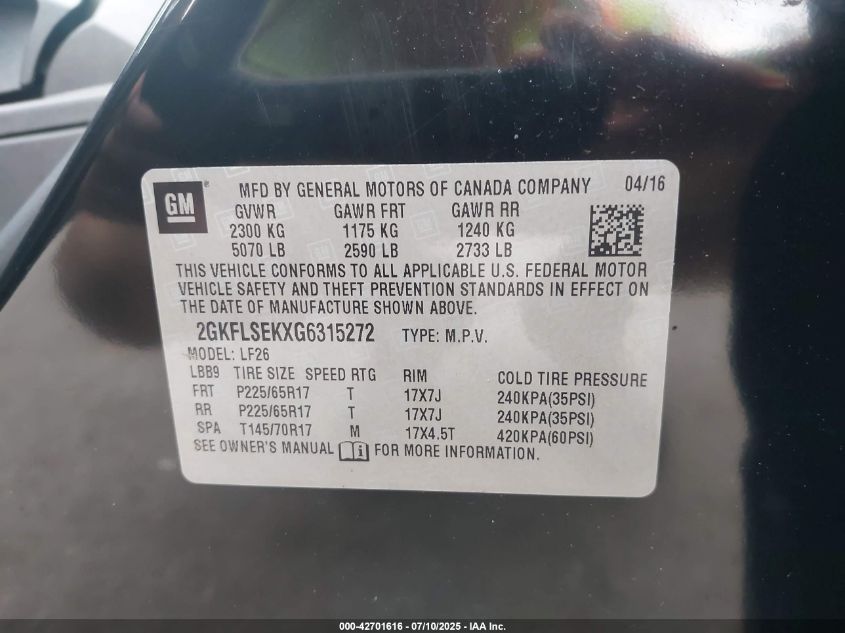 GM
MFD BY GENERAL MOTORS OF CANADA COMPANY 04/16
GVWR GAWR FRT GAWR RR
2300 KG 1175 KG 1240 KG
5070 LB 2590 LB 2733 LB
THIS VEHICLE CONFORMS TO ALL APPLICABLE U.S. FEDERAL MOTOR
VEHICLE SAFETY AND THEFT PREVENTION STANDARDS IN EFFECT ON
THE DATE OF MANUFACTURE SHOWN ABOVE.
2GKFLSEKXG6315272 TYPE: M.P.V.
MODEL: LF26
LBB9 TIRE SIZE SPEED RTG RIM COLD TIRE PRESSURE
FRT P225/65R17 T 17X7J 240KPA(35PSI)
RR P225/65R17 T 17X7J 240KPA(35PSI)
SPA T145/70R17 M 17X4.5T 420KPA(60PSI)
SEE OWNER'S MANUAL FOR MORE INFORMATION.
000-42701616 - 07/10/2025 - IAA Inc.